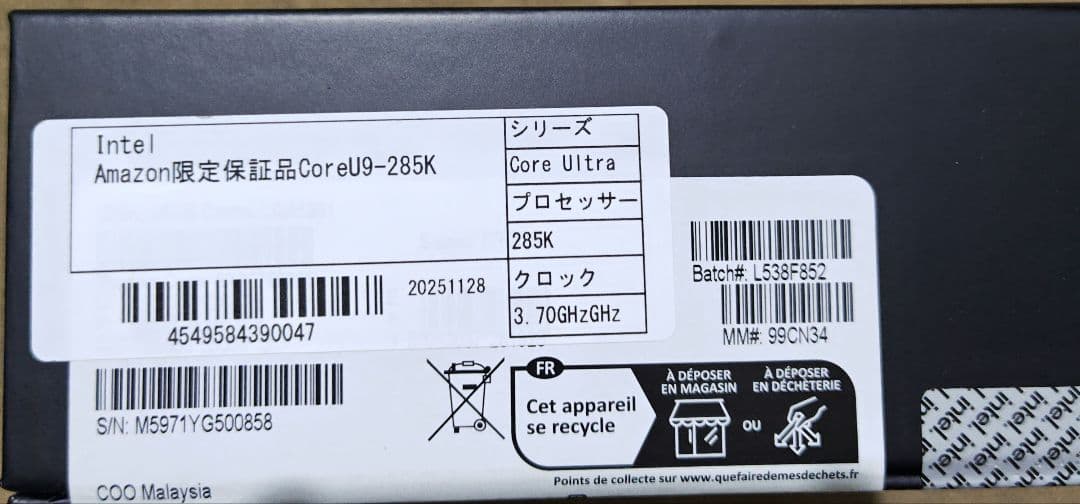 Intel
Amazon限定保証品CoreU9-285K
シリーズ
Core Ultra
プロセッサー
285K
クロック
3.70GHzGHz
20251128
4549584390047
Batch#: L538F852
MM#: 99CN34
S/N: M5971YG500858
COO Malaysia
FR
Cet appareil
se recycle
À DÉPOSER
EN MAGASIN
OU
À DÉPOSER
EN DÉCHÈTERIE
Points de collecte sur www.quefairedemesdechets.fr
intel